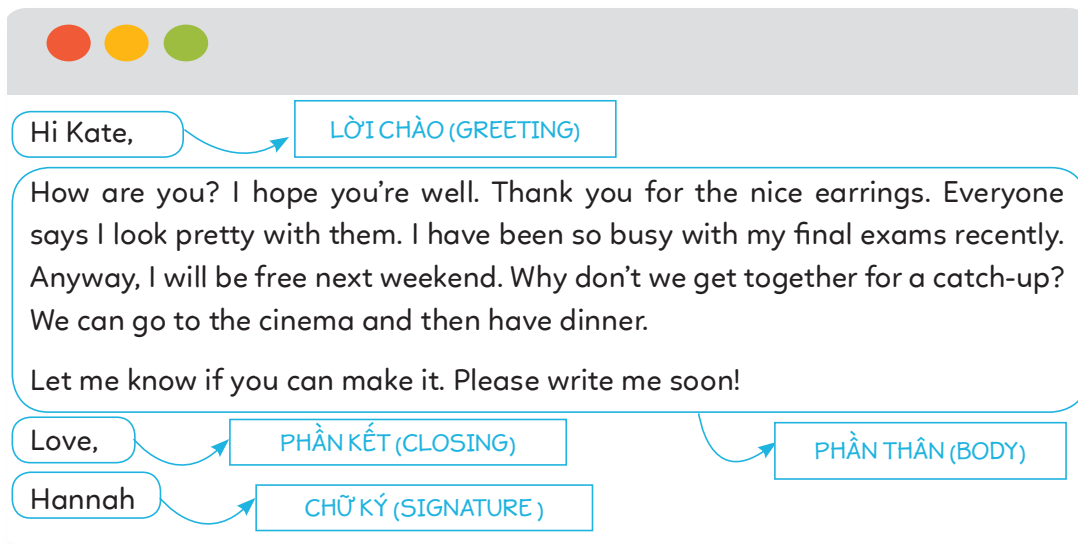 Hi Kate,
LỜI CHÀO (GREETING)
How are you? I hope you're well. Thank you for the nice earrings. Everyone
says I look pretty with them. I have been so busy with my final exams recently.
Anyway, I will be free next weekend. Why don't we get together for a catch-up?
We can go to the cinema and then have dinner.
Let me know if you can make it. Please write me soon!
Love,
PHẦN KẾT (CLOSING)
PHẦN THÂN (BODY)
Hannah
CHỮ KÝ (SIGNATURE )